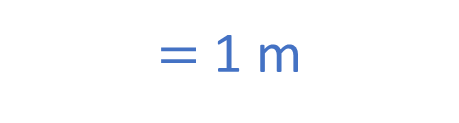 = 1 m